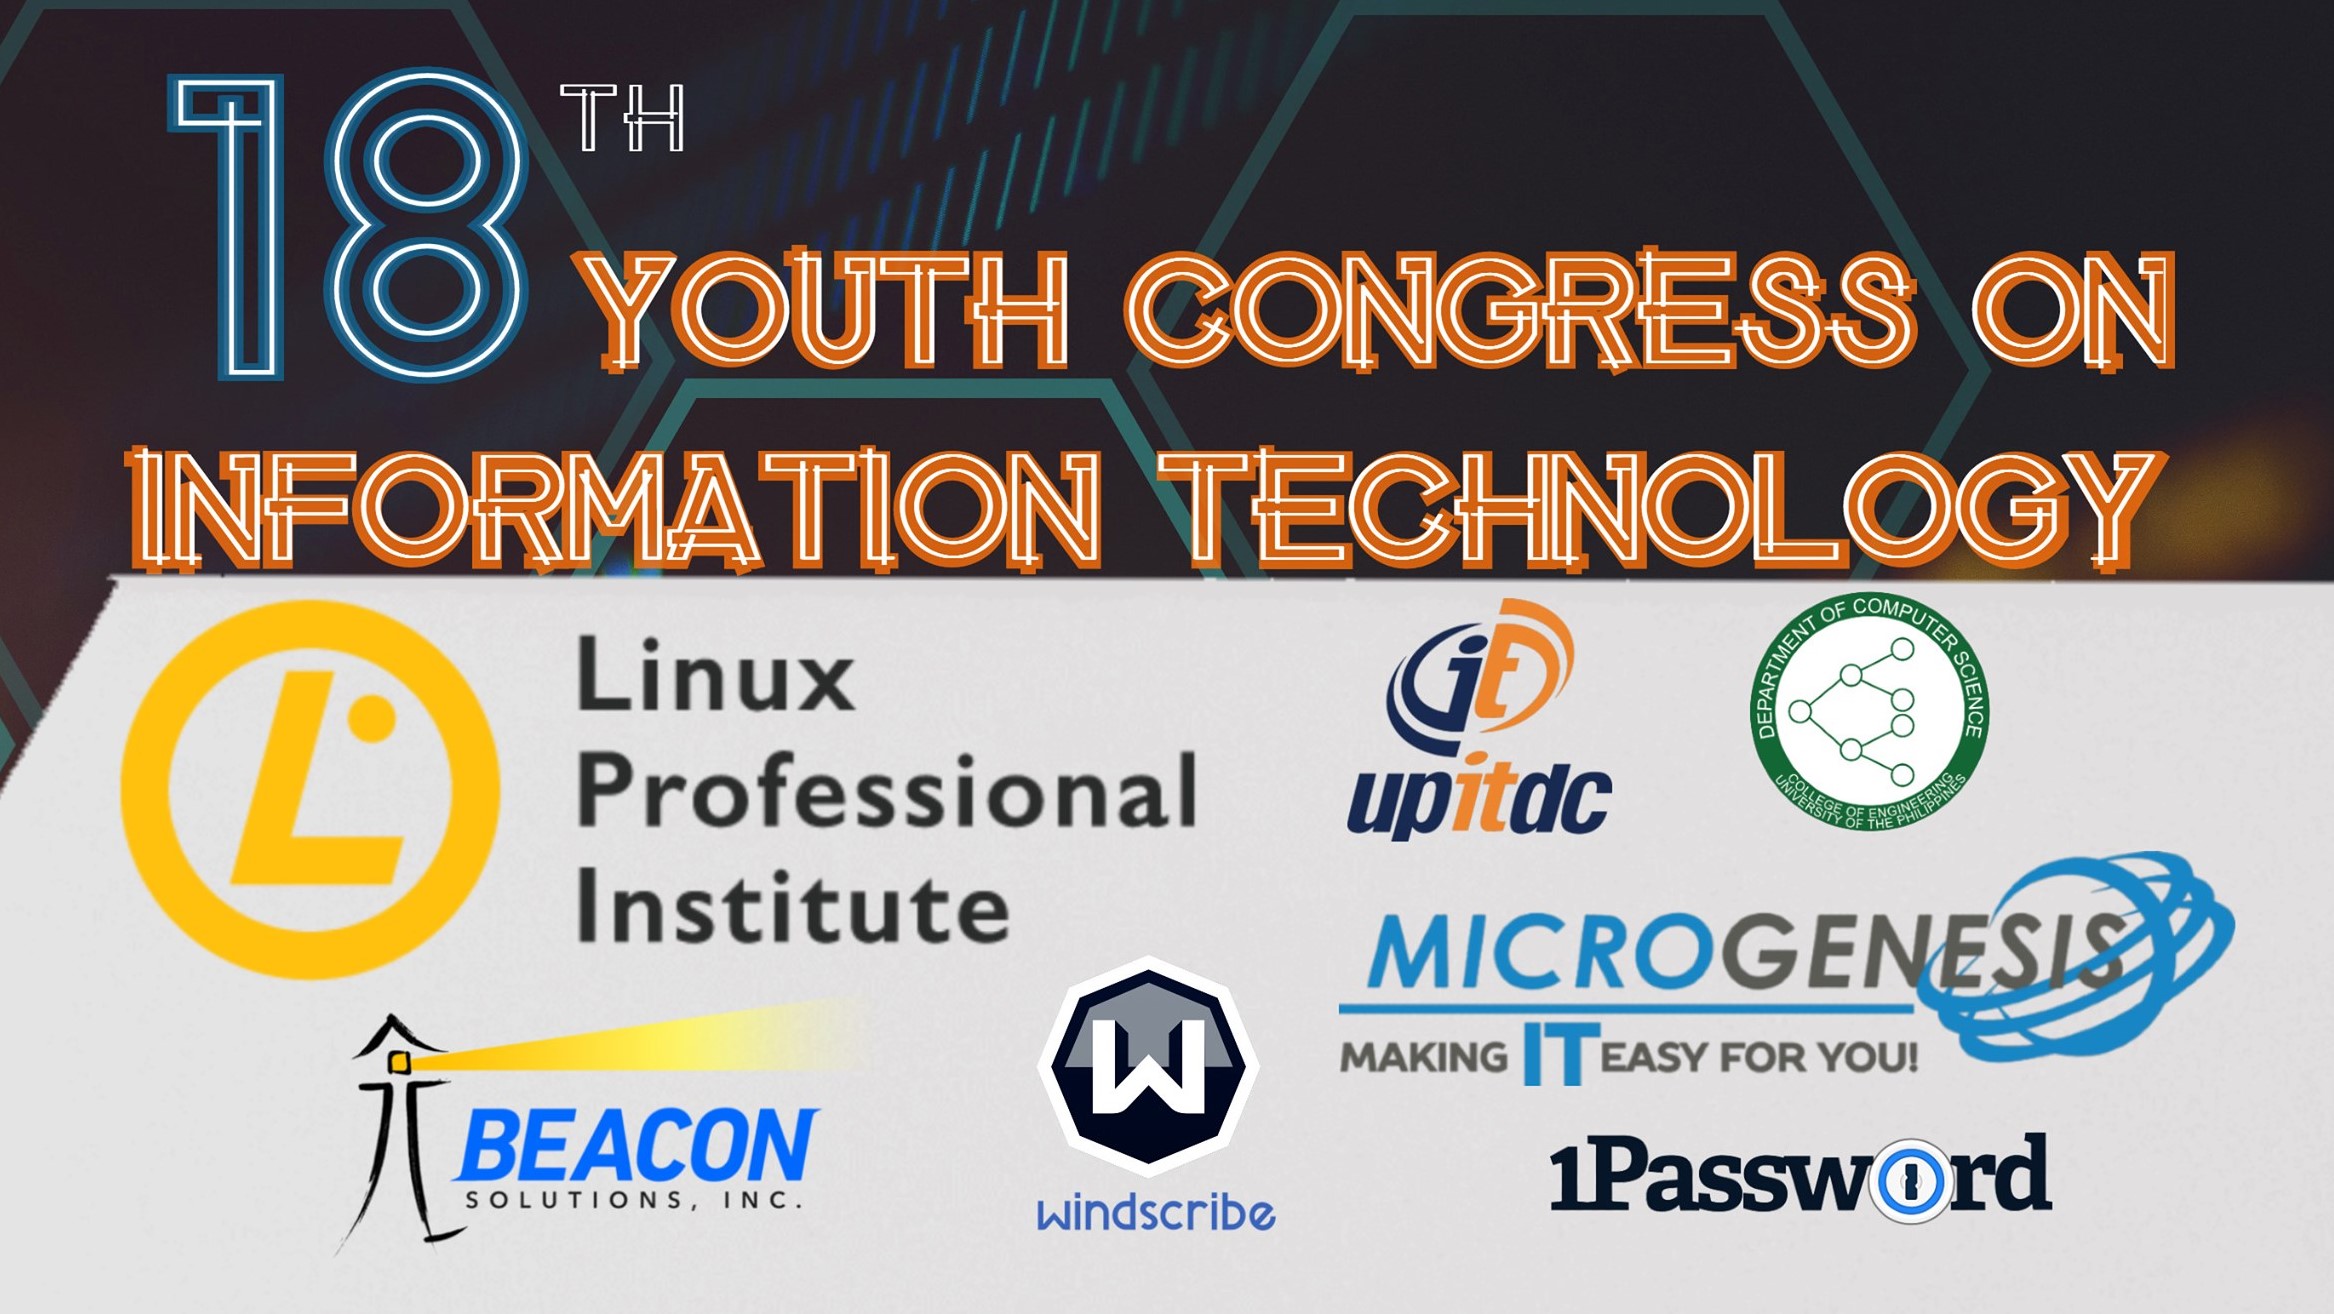 18TH
YOUTH CONGRESS ON
INFORMATION TECHNOLOGY
Linux
Professional
Institute
it
upitdc
DEPARTMENT OF COMPUTER SCIENCE
COLLEGE OF ENGINEERING
UNIVERSITY OF THE PHILIPPINES
MICROGENESIS
MAKING IT EASY FOR YOU!
BEACON
SOLUTIONS, INC.
W
windscribe
1Password